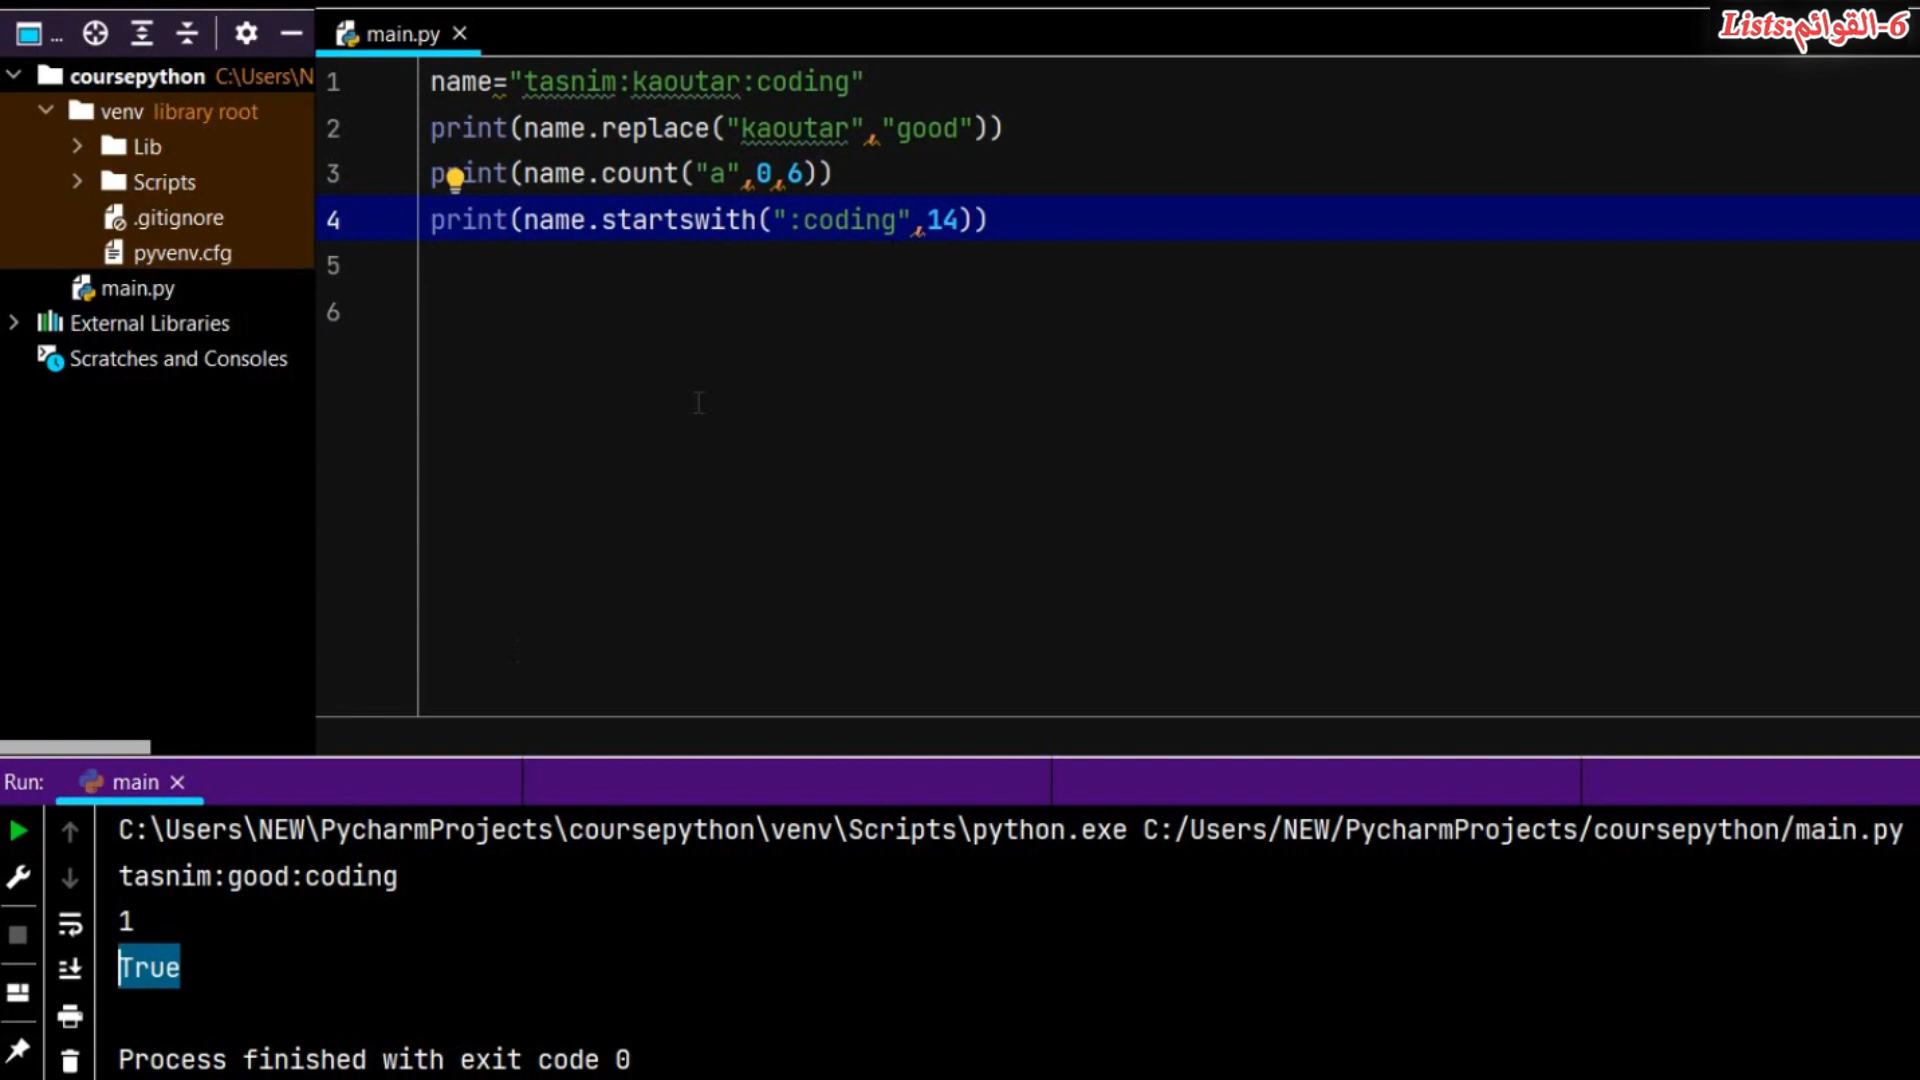 6-القوائم:Lists
...
main.py
coursepython C:\Users\N
venv library root
Lib
Scripts
.gitignore
pyvenv.cfg
main.py
External Libraries
Scratches and Consoles
1 name="tasnim:kaoutar:coding"
2 print(name.replace("kaoutar","good"))
3 print(name.count("a",0,6))
4 print(name.startswith(":coding",14))
5
6
Run: main
C:\Users\NEW\PycharmProjects\coursepython\venv\Scripts\python.exe C:/Users/NEW/PycharmProjects/coursepython/main.py
tasnim:good:coding
1
True
Process finished with exit code 0